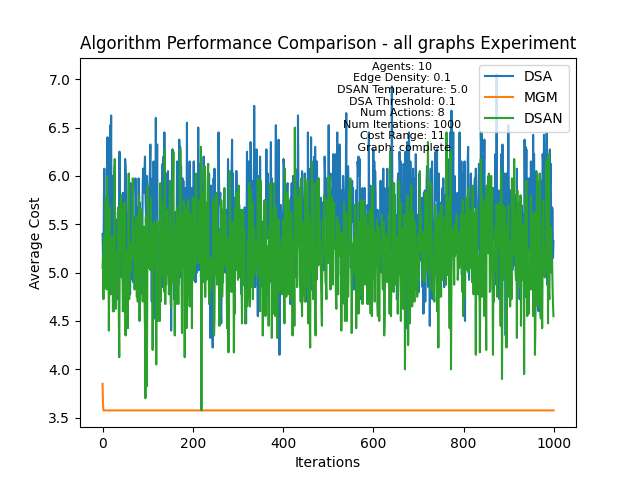 Algorithm Performance Comparison - all graphs Experiment
Agents: 10
Edge Density: 0.1
DSAN Temperature: 5.0
DSA Threshold: 0.1
Num Actions: 8
Num Iterations: 1000
Cost Range: 11
Graph: complete
DSA
MGM
DSAN
Average Cost
7.0
6.5
6.0
5.5
5.0
4.5
4.0
3.5
0 200 400 600 800 1000
Iterations